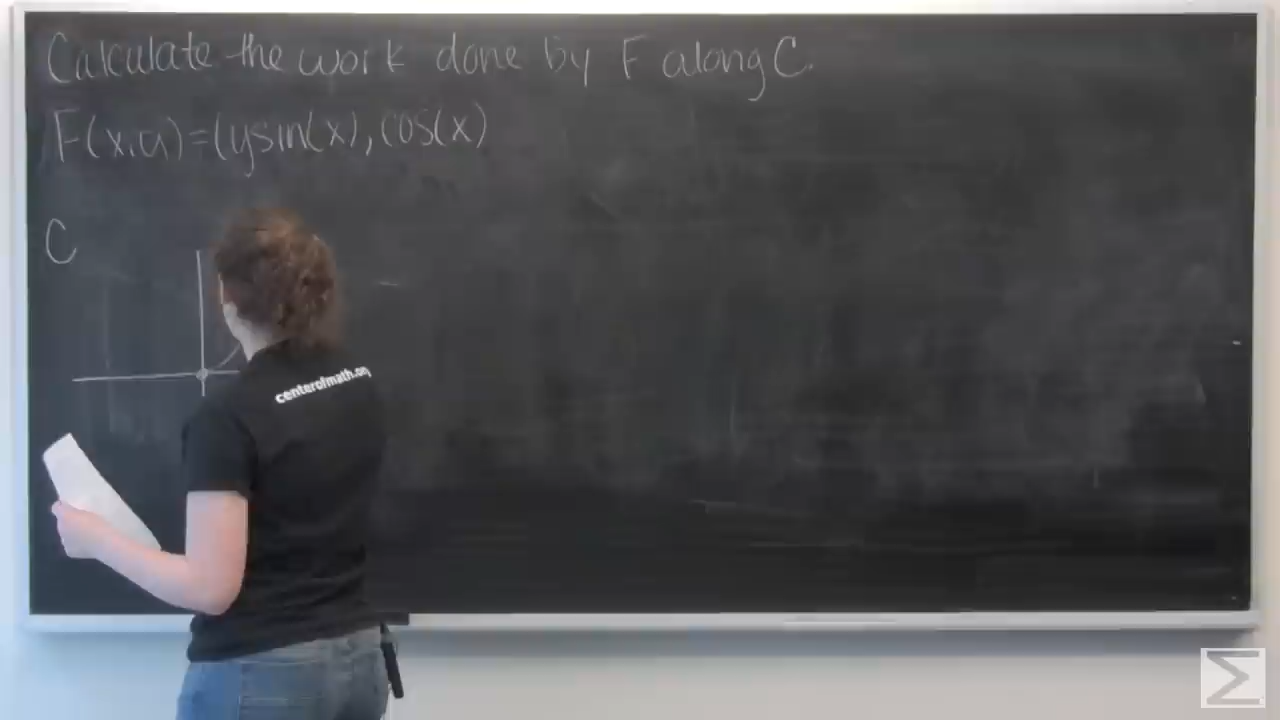 Calculate the work done by F along C.
F(x,y)=(ysin(x),cos(x)
C
centerofmath.org
Σ